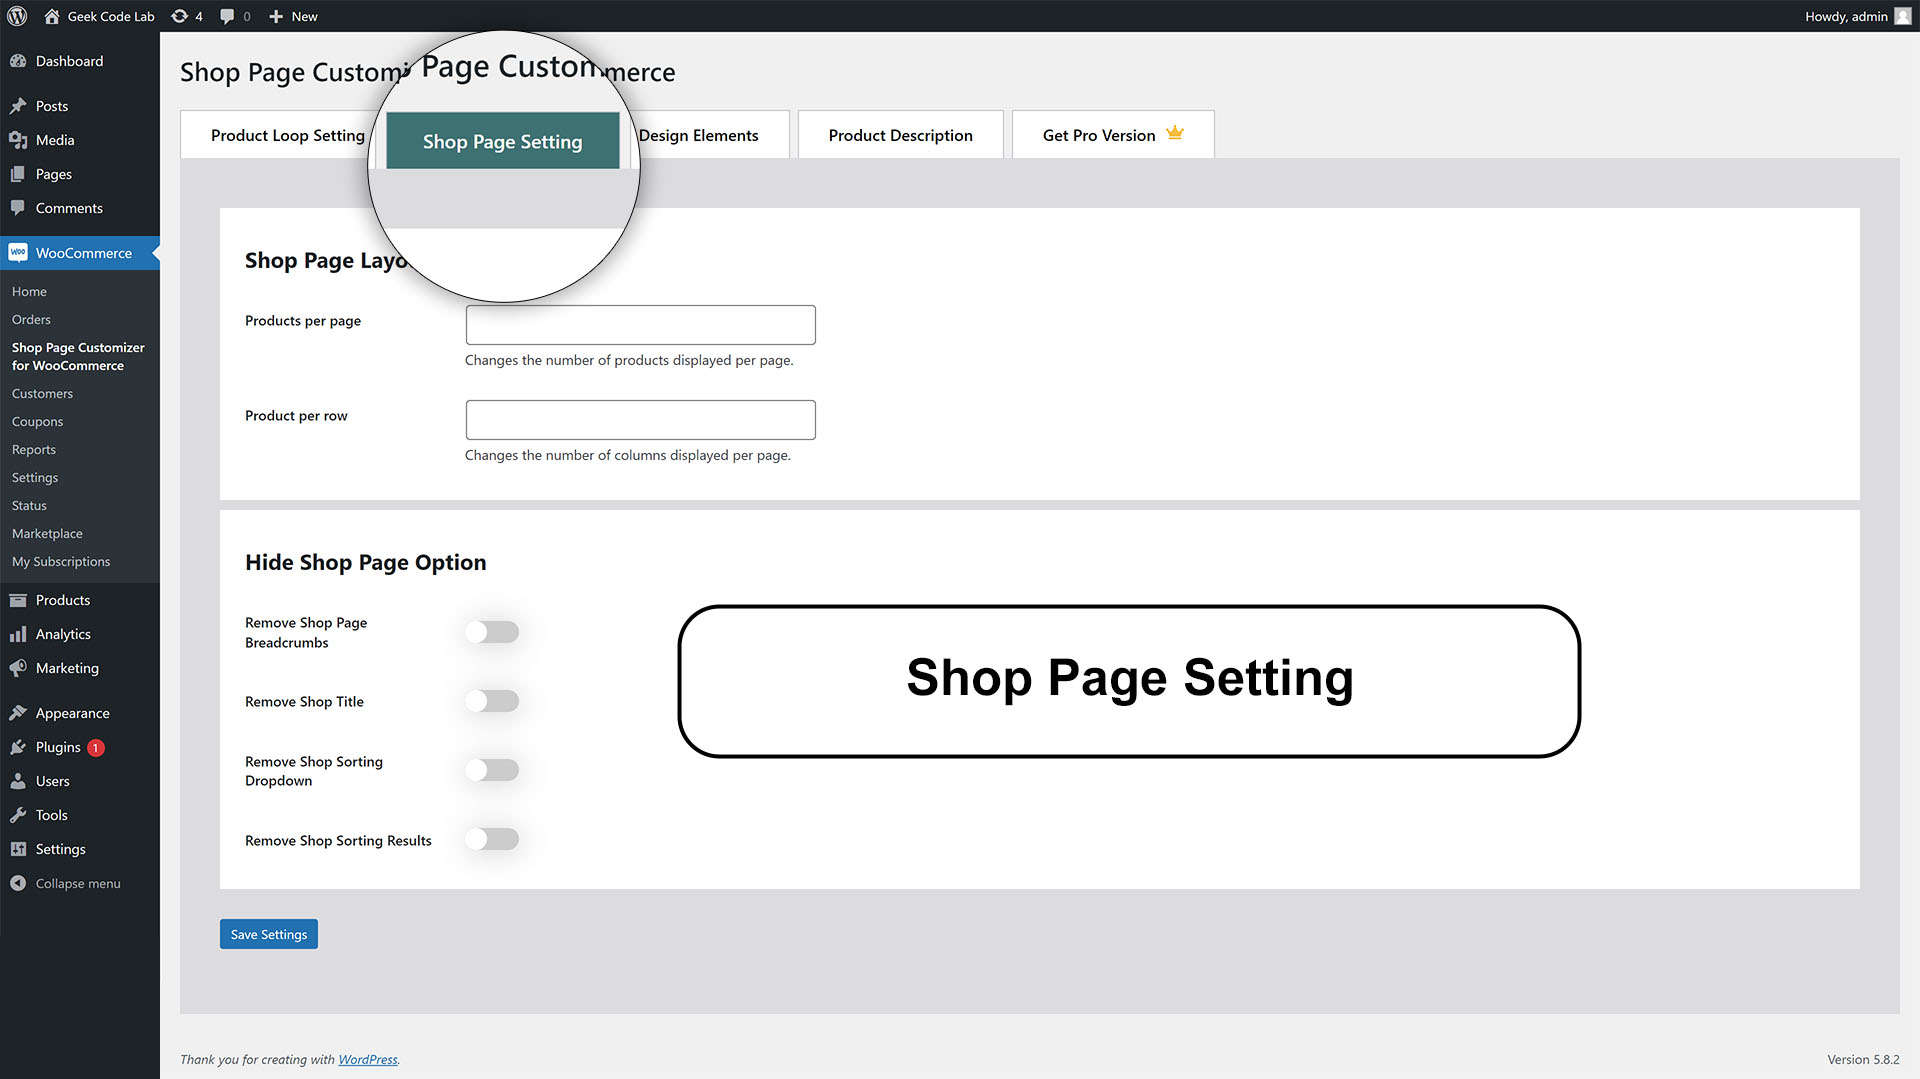 Geek Code Lab 4 0 New
Howdy, admin
Dashboard
Posts
Media
Pages
Comments
WooCommerce
Home
Orders
Shop Page Customizer
for WooCommerce
Customers
Coupons
Reports
Settings
Status
Marketplace
My Subscriptions
Products
Analytics
Marketing
Appearance
Plugins 1
Users
Tools
Settings
Collapse menu
Shop Page Customi
Page Custom
merce
Product Loop Setting
Shop Page Setting
Design Elements
Product Description
Get Pro Version
Shop Page Layo
Products per page
Changes the number of products displayed per page.
Product per row
Changes the number of columns displayed per page.
Hide Shop Page Option
Remove Shop Page
Breadcrumbs
Remove Shop Title
Remove Shop Sorting
Dropdown
Remove Shop Sorting Results
Shop Page Setting
Save Settings
Thank you for creating with WordPress.
Version 5.8.2